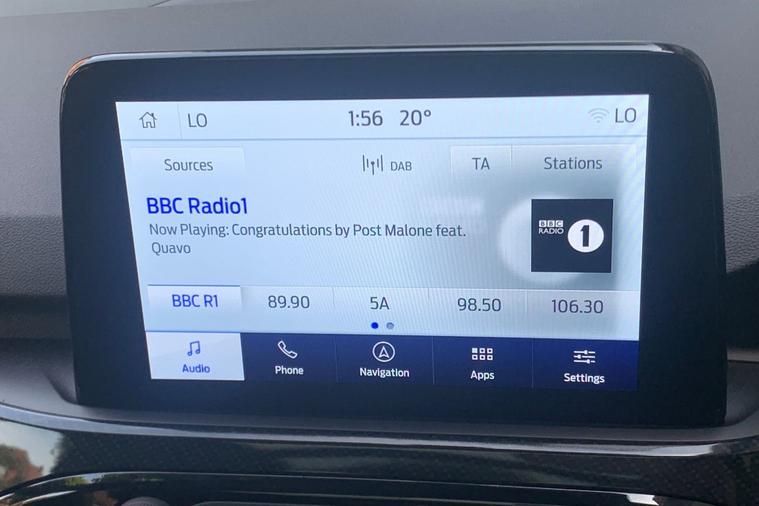 LO 1:56 20° LO
Sources DAB TA Stations
BBC Radio1
Now Playing: Congratulations by Post Malone feat.
Quavo
BBC
RADIO 1
BBC R1 89.90 5A 98.50 106.30
Audio Phone Navigation Apps Settings